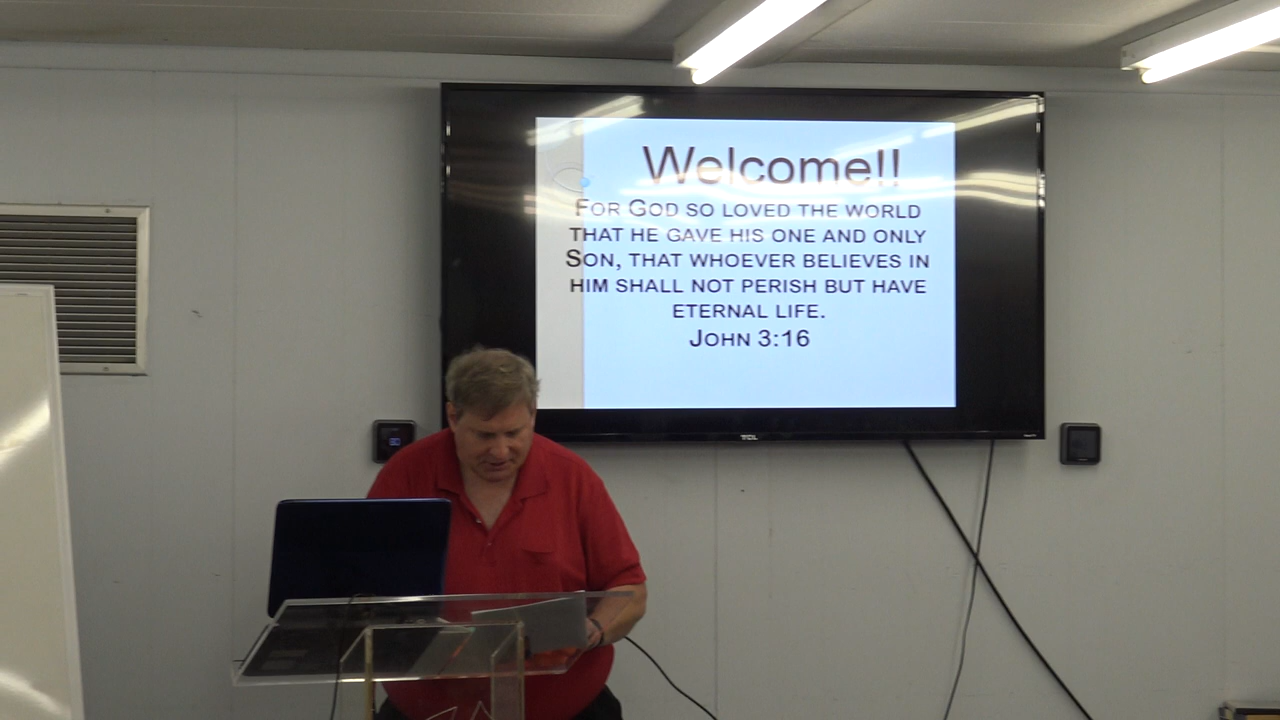 Welcome!!
FOR GOD SO LOVED THE WORLD
THAT HE GAVE HIS ONE AND ONLY
SON, THAT WHOEVER BELIEVES IN
HIM SHALL NOT PERISH BUT HAVE
ETERNAL LIFE.
JOHN 3:16
TCL